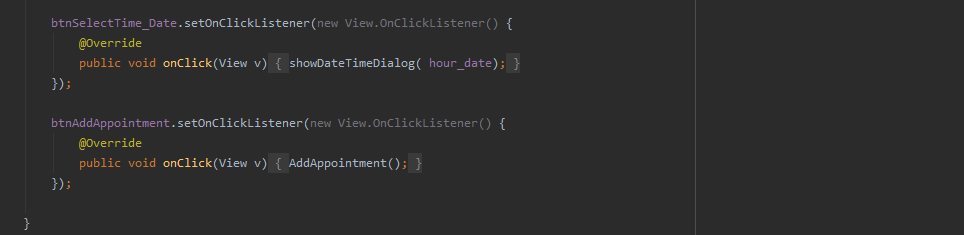 btnSelectTime_Date.setOnClickListener(new View.OnClickListener() {
@Override
public void onClick(View v) { showDateTimeDialog( hour_date); }
});
btnAddAppointment.setOnClickListener(new View.OnClickListener() {
@Override
public void onClick(View v) { AddAppointment(); }
});
}